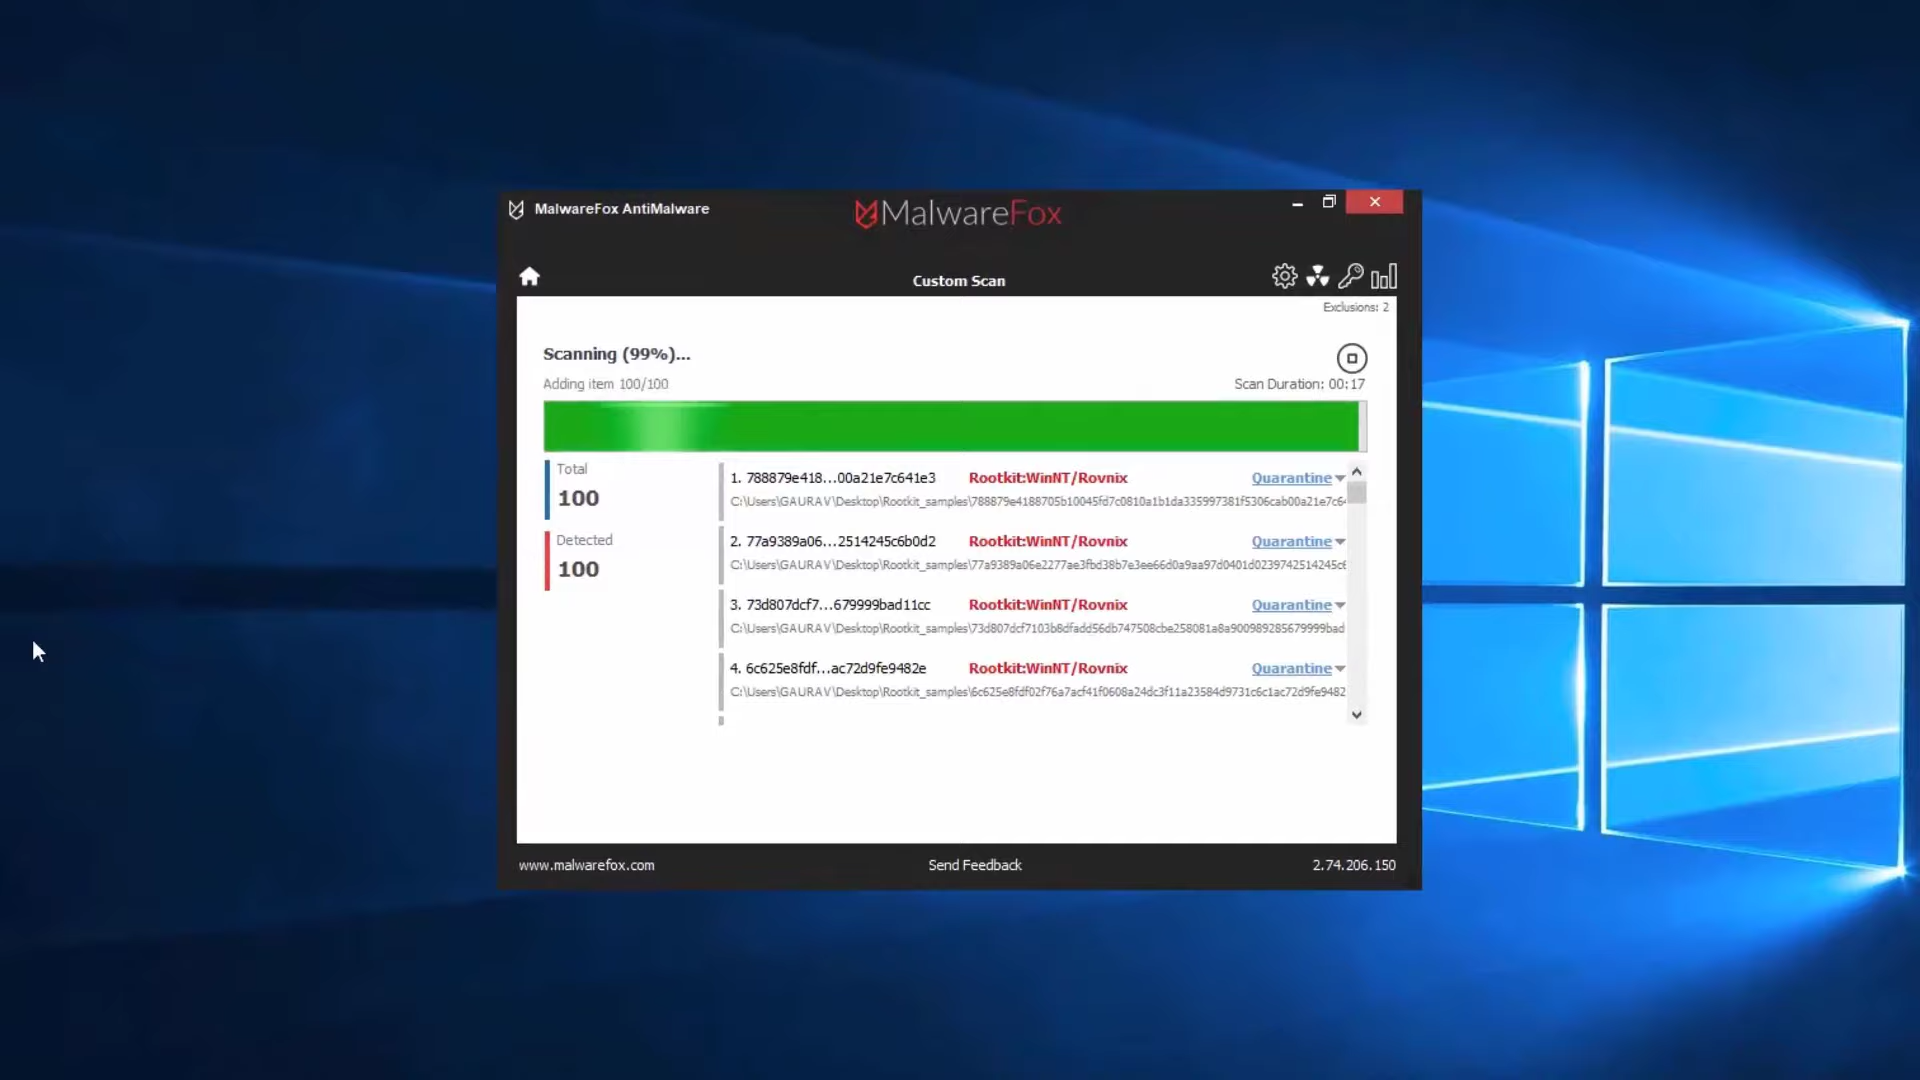 MalwareFox AntiMalware
MalwareFox
Custom Scan
Exclusions: 2
Scanning (99%)...
Adding item 100/100
Scan Duration: 00:17
Total
100
Detected
100
1. 788879e418...00a21e7c641e3 Rootkit:WinNT/Rovnix Quarantine
C:\Users\GAURAV\Desktop\Rootkit_samples\788879e4188705b10045fd7c0810a1b1da335997381f5306cab00a21e7c6
2. 77a9389a06...2514245c6b0d2 Rootkit:WinNT/Rovnix Quarantine
C:\Users\GAURAV\Desktop\Rootkit_samples\77a9389a06e2277ae3fbd38b7e3ee66d0a9aa97d0401d0239742514245c6
3. 73d807dcf7...679999bad11cc Rootkit:WinNT/Rovnix Quarantine
C:\Users\GAURAV\Desktop\Rootkit_samples\73d807dcf7103b8dfadd56db747508cbe258081a8a900989285679999bad
4. 6c625e8fdf...ac72d9fe9482e Rootkit:WinNT/Rovnix Quarantine
C:\Users\GAURAV\Desktop\Rootkit_samples\6c625e8fdf02f76a7acf41f0608a24dc3f11a23584d9731c6c1ac72d9fe9482
www.malwarefox.com
Send Feedback
2.74.206.150